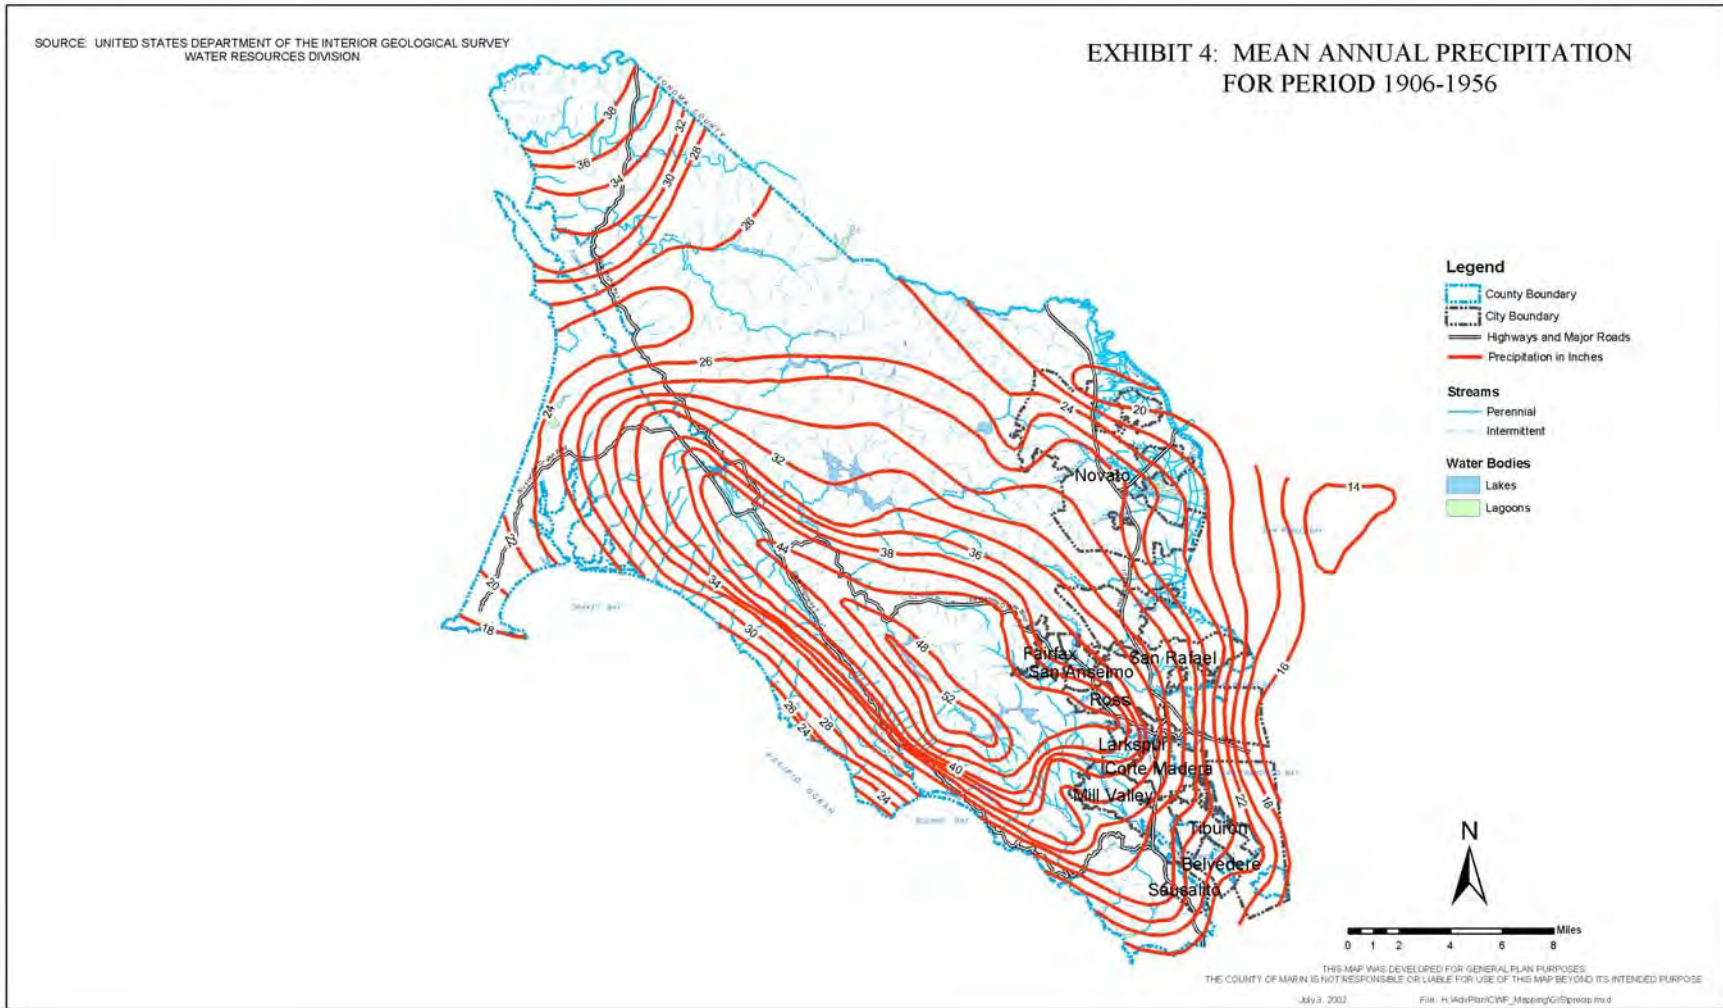 SOURCE: UNITED STATES DEPARTMENT OF THE INTERIOR GEOLOGICAL SURVEY
WATER RESOURCES DIVISION
EXHIBIT 4: MEAN ANNUAL PRECIPITATION
FOR PERIOD 1906-1956
SONOMA COUNTY
38
32
28
36
34
30
26
26
24
24
20
32
Novato
14
22
44
38
36
20
34
18
30
48
Fairfax
San Rafael
San Anselmo
16
52
Ross
26
24
28
Larkspur
40
Corte Madera
PACIFIC OCEAN
24
Mill Valley
22
18
Tiburon
Belvedere
Sausalito
Legend
County Boundary
City Boundary
Highways and Major Roads
Precipitation in Inches
Streams
Perennial
Intermittent
Water Bodies
Lakes
Lagoons
N
Miles
0 1 2 4 6 8
THIS MAP WAS DEVELOPED FOR GENERAL PLAN PURPOSES.
THE COUNTY OF MARIN IS NOT RESPONSIBLE OR LIABLE FOR USE OF THIS MAP BEYOND ITS INTENDED PURPOSE
July 3, 2002